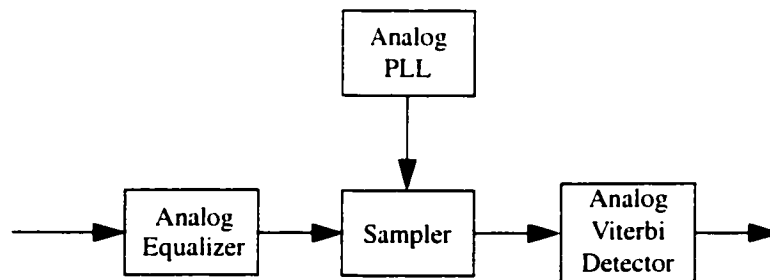 Analog
PLL
Analog
Equalizer
Sampler
Analog
Viterbi
Detector